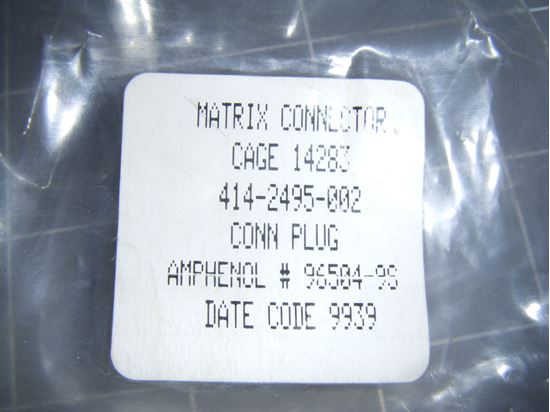 MATRIX CONNECTOR
CAGE 14283
414-2495-002
CONN PLUG
AMPHENOL # 96504-9S
DATE CODE 9939